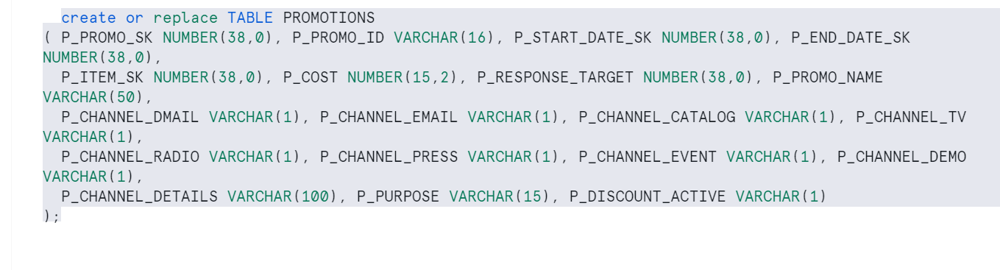 create or replace TABLE PROMOTIONS
( P_PROMO_SK NUMBER(38,0), P_PROMO_ID VARCHAR(16), P_START_DATE_SK NUMBER(38,0), P_END_DATE_SK
NUMBER(38,0),
P_ITEM_SK NUMBER(38,0), P_COST NUMBER(15,2), P_RESPONSE_TARGET NUMBER(38,0), P_PROMO_NAME
VARCHAR(50),
P_CHANNEL_DMAIL VARCHAR(1), P_CHANNEL_EMAIL VARCHAR(1), P_CHANNEL_CATALOG VARCHAR(1), P_CHANNEL_TV
VARCHAR(1),
P_CHANNEL_RADIO VARCHAR(1), P_CHANNEL_PRESS VARCHAR(1), P_CHANNEL_EVENT VARCHAR(1), P_CHANNEL_DEMO
VARCHAR(1),
P_CHANNEL_DETAILS VARCHAR(100), P_PURPOSE VARCHAR(15), P_DISCOUNT_ACTIVE VARCHAR(1)
);